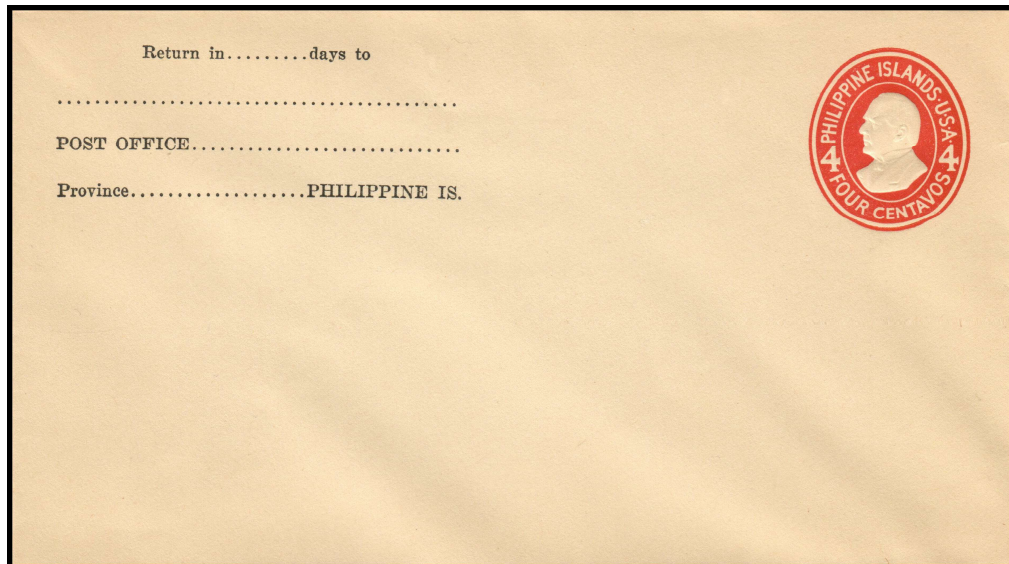 Return in.........days to
...........................................
POST OFFICE.............................
Province...................PHILIPPINE IS.
PHILIPPINE ISLANDS·U·S·A·
4 4
FOUR CENTAVOS